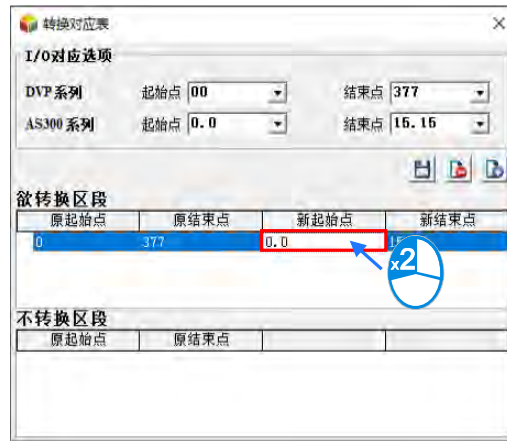 转换对应表
I/O对应选项
DVP系列 起始点 00 结束点 377
AS300系列 起始点 0.0 结束点 15.15
欲转换区段
原起始点 原结束点 新起始点 新结束点
0 377 0.0
x2
不转换区段
原起始点 原结束点